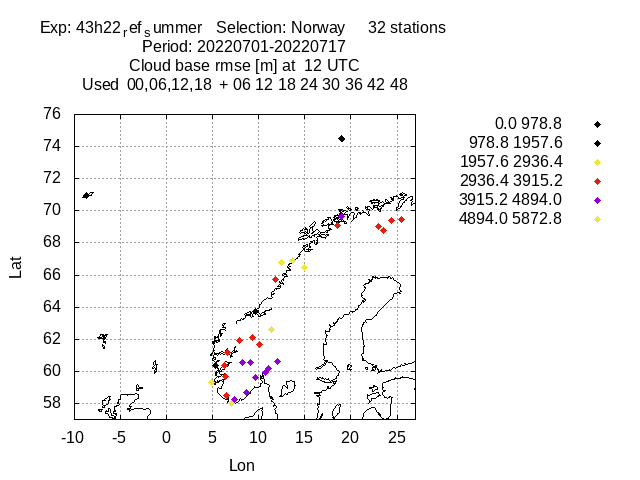 Exp: 43h22refsummer Selection: Norway 32 stations
Period: 20220701-20220717
Cloud base rmse [m] at 12 UTC
Used 00,06,12,18 + 06 12 18 24 30 36 42 48
0.0 978.8
978.8 1957.6
1957.6 2936.4
2936.4 3915.2
3915.2 4894.0
4894.0 5872.8
76
74
72
70
68
66
64
62
60
58
Lat
-10 -5 0 5 10 15 20 25
Lon